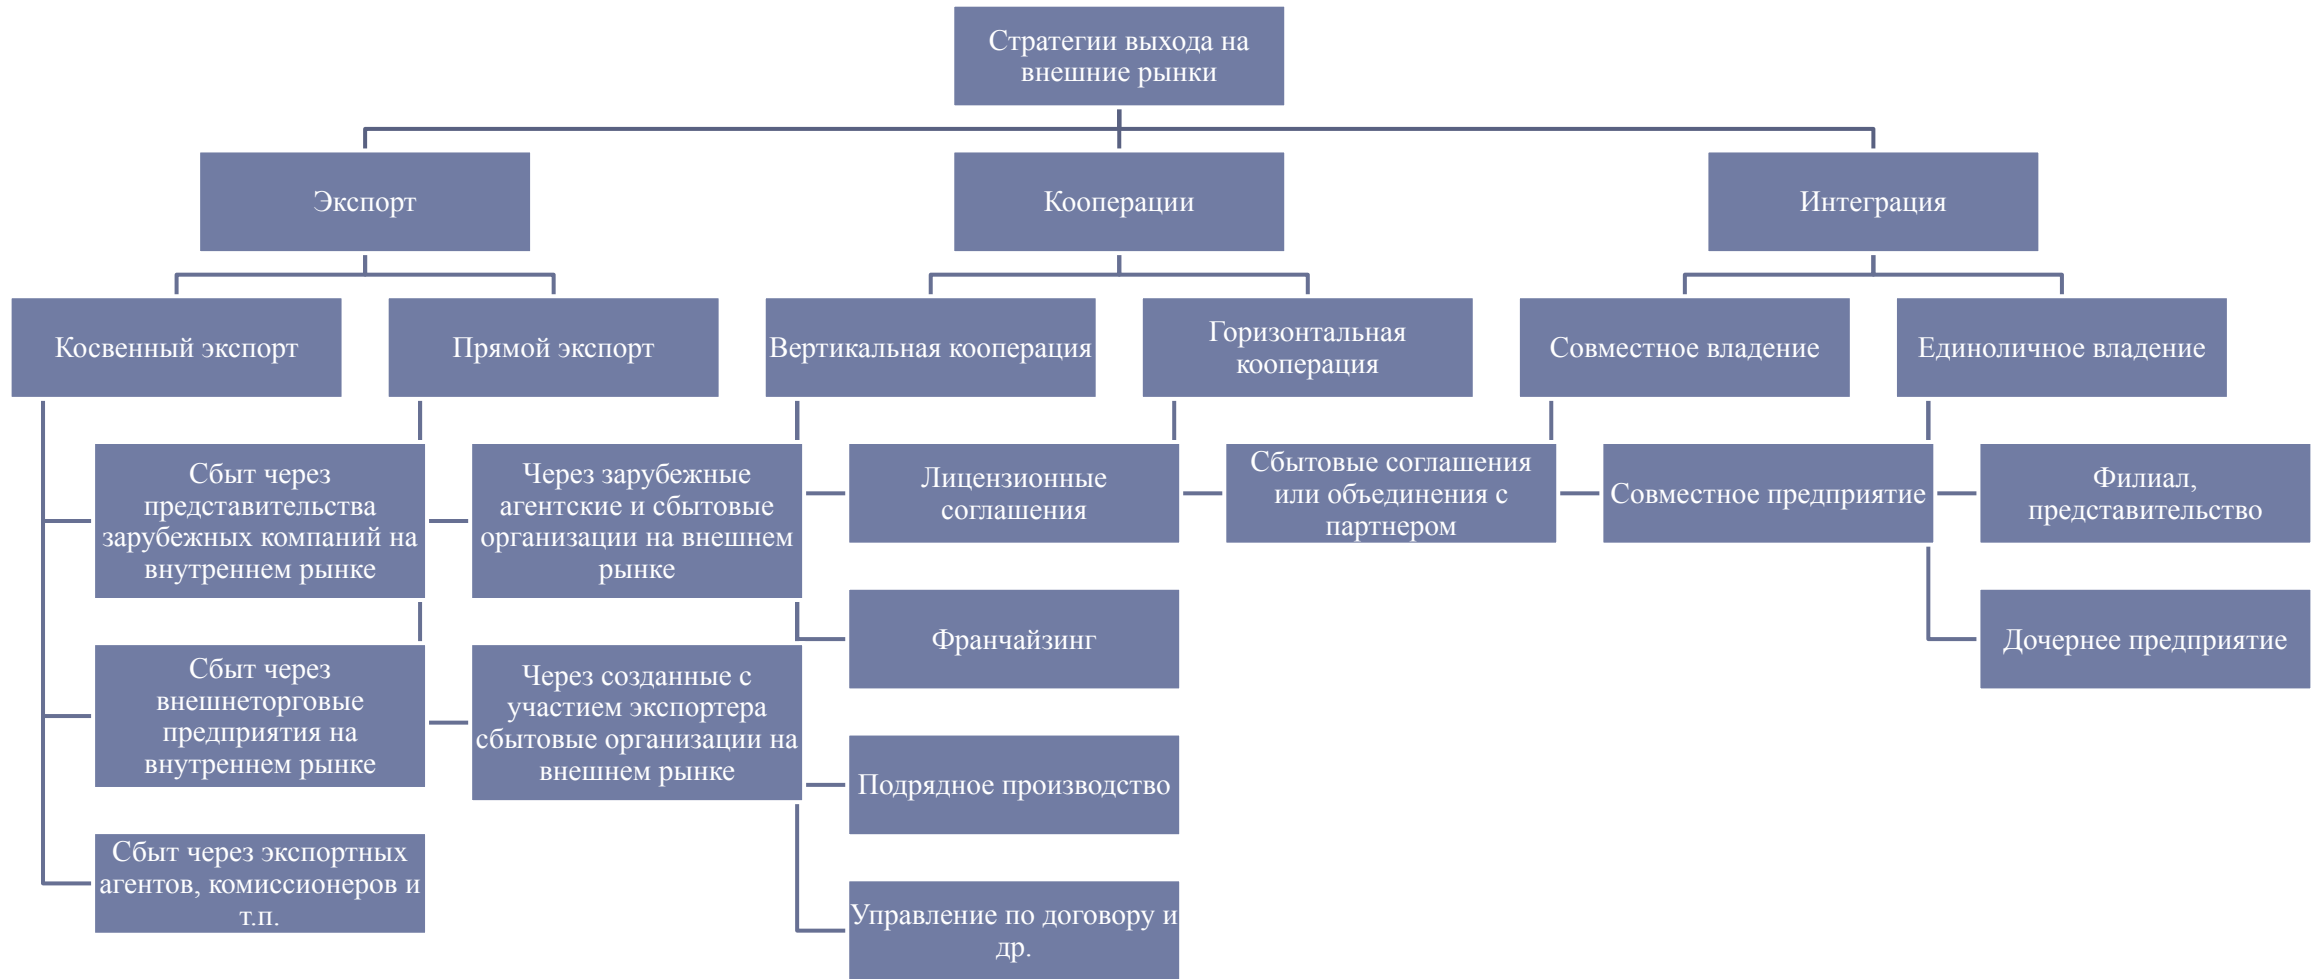 Стратегии выхода на
внешние рынки
Экспорт
Кооперации
Интеграция
Косвенный экспорт
Прямой экспорт
Вертикальная кооперация
Горизонтальная
кооперация
Совместное владение
Единоличное владение
Сбыт через
представительства
зарубежных компаний на
внутреннем рынке
Через зарубежные
агентские и сбытовые
организации на внешнем
рынке
Лицензионные
соглашения
Сбытовые соглашения
или объединения с
партнером
Совместное предприятие
Филиал,
представительство
Сбыт через
внешнеторговые
предприятия на
внутреннем рынке
Через созданные с
участием экспортера
сбытовые организации на
внешнем рынке
Франчайзинг
Дочернее предприятие
Подрядное производство
Сбыт через экспортных
агентов, комиссионеров и
т.п.
Управление по договору и
др.